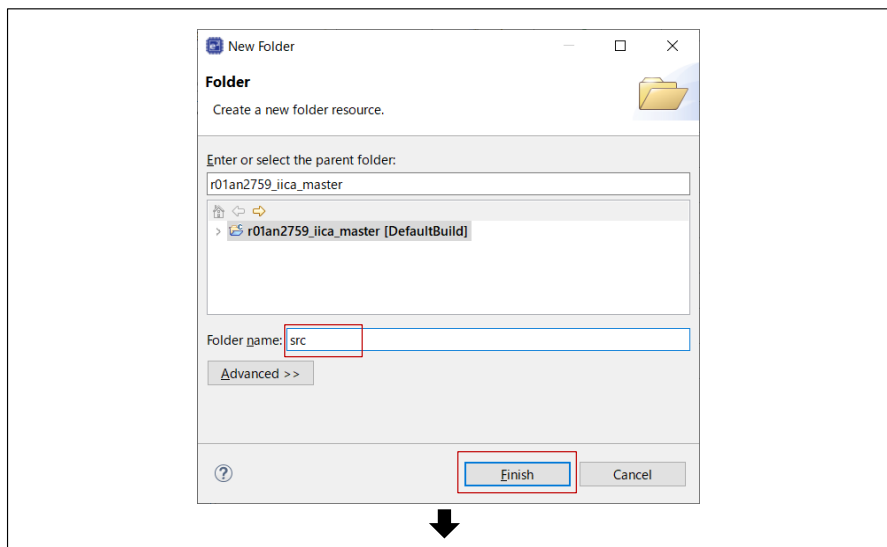 New Folder
Folder
Create a new folder resource.
Enter or select the parent folder:
r01an2759_iica_master
r01an2759_iica_master [DefaultBuild]
Folder name: src
Advanced >>
Finish Cancel